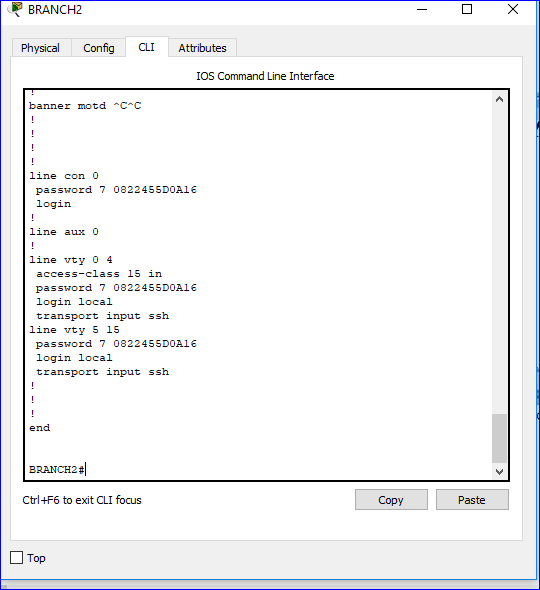 BRANCH2
Physical Config CLI Attributes
IOS Command Line Interface
!
banner motd ^C^C
!
!
!
!
line con 0
 password 7 0822455D0A16
 login
!
line aux 0
!
line vty 0 4
 access-class 15 in
 password 7 0822455D0A16
 login local
 transport input ssh
line vty 5 15
 password 7 0822455D0A16
 login local
 transport input ssh
!
!
!
end
BRANCH2#
Ctrl+F6 to exit CLI focus Copy Paste
Top